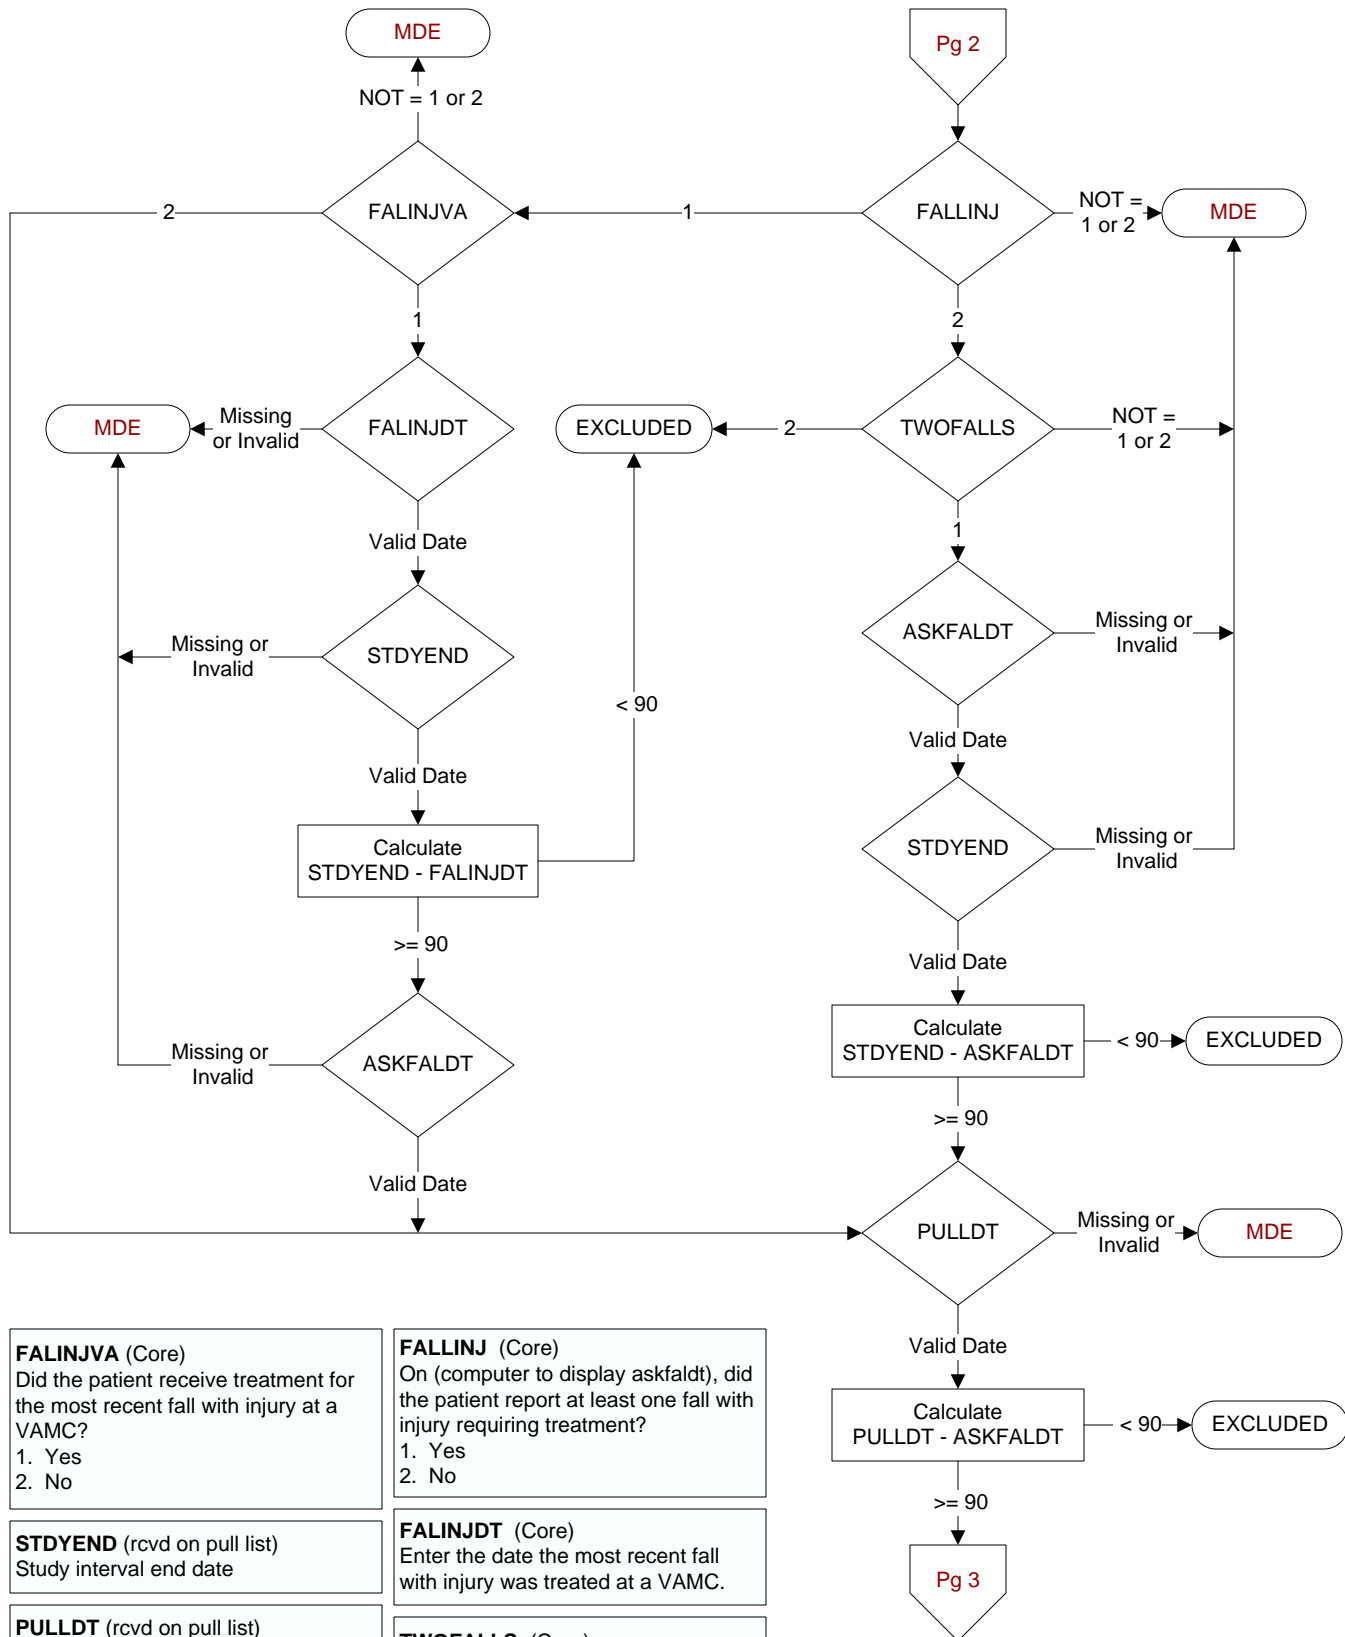 MDE
Pg 2
NOT = 1 or 2
2
FALINJVA
1
FALLINJ
NOT =
1 or 2
MDE
1
2
MDE
Missing
or Invalid
FALINJDT
EXCLUDED
2
TWOFALLS
NOT =
1 or 2
Valid Date
1
Missing or
Invalid
STDYEND
ASKFALDT
Missing or
Invalid
< 90
Valid Date
Valid Date
Calculate
STDYEND - FALINJDT
STDYEND
Missing or
Invalid
>= 90
Valid Date
Missing or
Invalid
ASKFALDT
Calculate
STDYEND - ASKFALDT
< 90
EXCLUDED
>= 90
Valid Date
PULLDT
Missing or
Invalid
MDE
Valid Date
Calculate
PULLDT - ASKFALDT
< 90
EXCLUDED
>= 90
Pg 3
FALINJVA (Core)
Did the patient receive treatment for
the most recent fall with injury at a
VAMC?
1. Yes
2. No
FALLINJ (Core)
On (computer to display askfaldt), did
the patient report at least one fall with
injury requiring treatment?
1. Yes
2. No
STDYEND (rcvd on pull list)
Study interval end date
FALINJDT (Core)
Enter the date the most recent fall
with injury was treated at a VAMC.
PULLDT (rcvd on pull list)